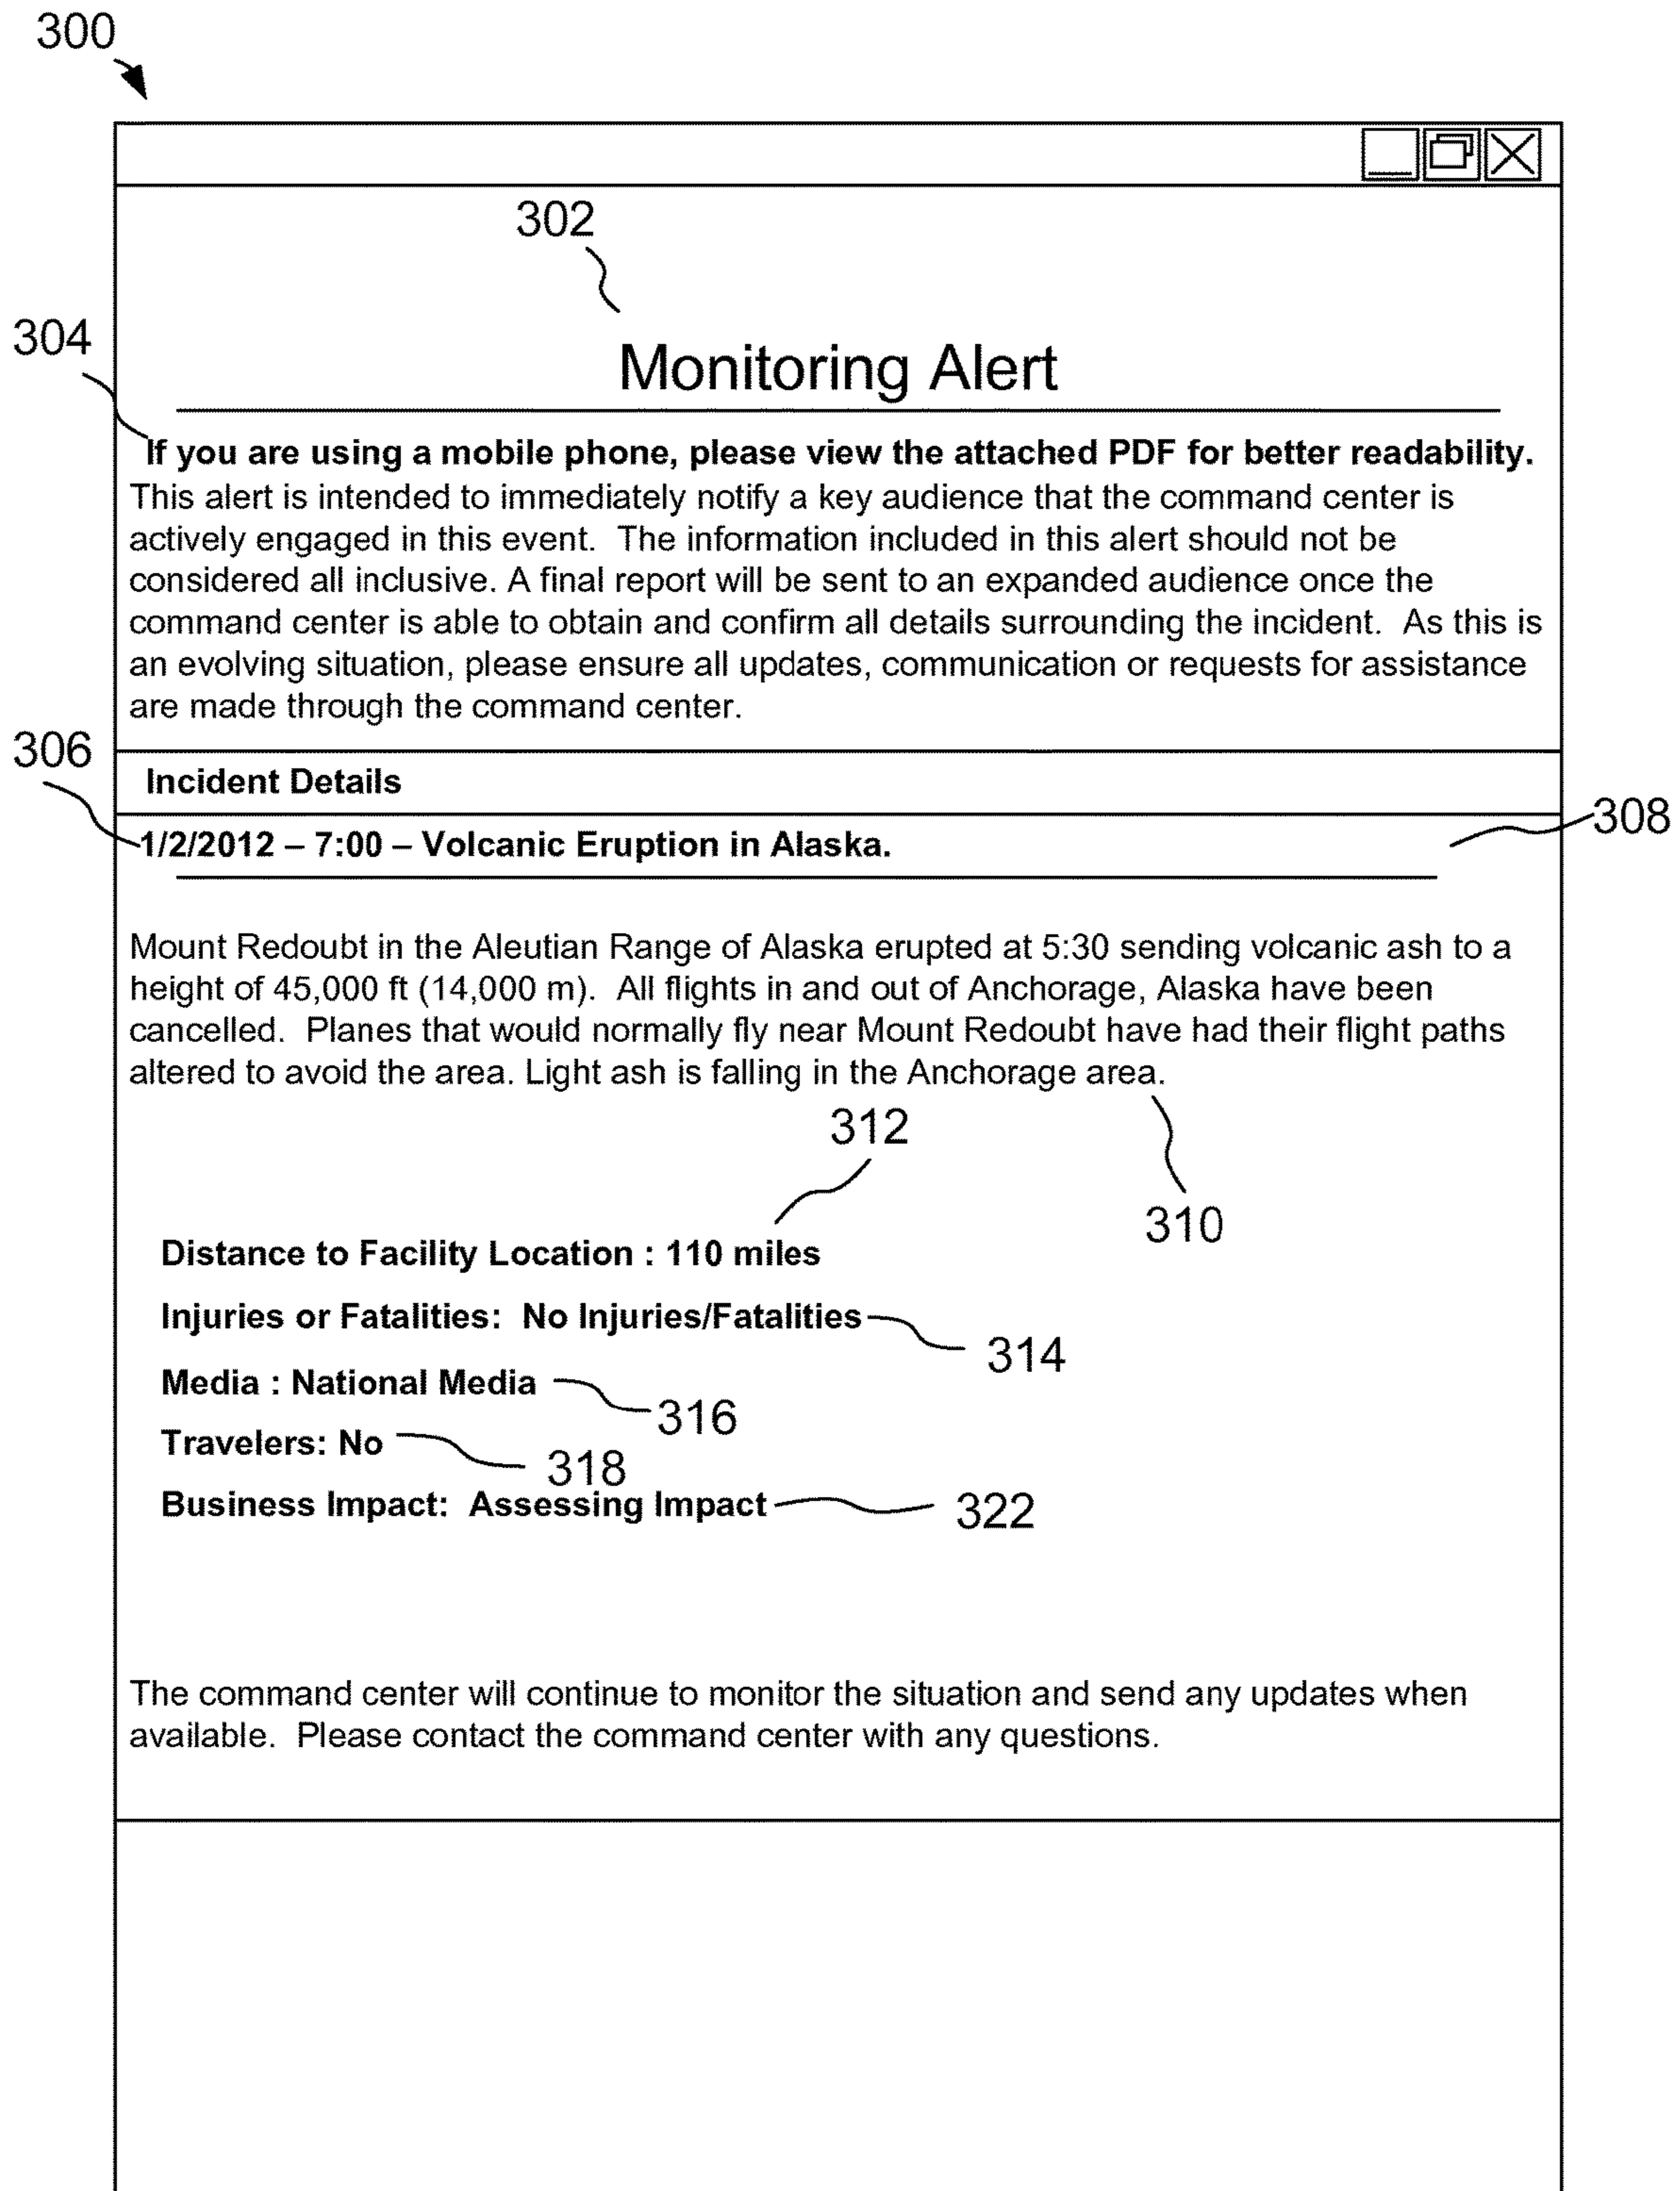 300
302
304
Monitoring Alert
If you are using a mobile phone, please view the attached PDF for better readability.
This alert is intended to immediately notify a key audience that the command center is
actively engaged in this event.  The information included in this alert should not be
considered all inclusive. A final report will be sent to an expanded audience once the
command center is able to obtain and confirm all details surrounding the incident.  As this is
an evolving situation, please ensure all updates, communication or requests for assistance
are made through the command center.
306
Incident Details
308
1/2/2012 – 7:00 – Volcanic Eruption in Alaska.
Mount Redoubt in the Aleutian Range of Alaska erupted at 5:30 sending volcanic ash to a
height of 45,000 ft (14,000 m).  All flights in and out of Anchorage, Alaska have been
cancelled.  Planes that would normally fly near Mount Redoubt have had their flight paths
altered to avoid the area. Light ash is falling in the Anchorage area.
312
310
Distance to Facility Location : 110 miles
Injuries or Fatalities:  No Injuries/Fatalities
314
Media : National Media
316
Travelers: No
318
Business Impact:  Assessing Impact
322
The command center will continue to monitor the situation and send any updates when
available.  Please contact the command center with any questions.